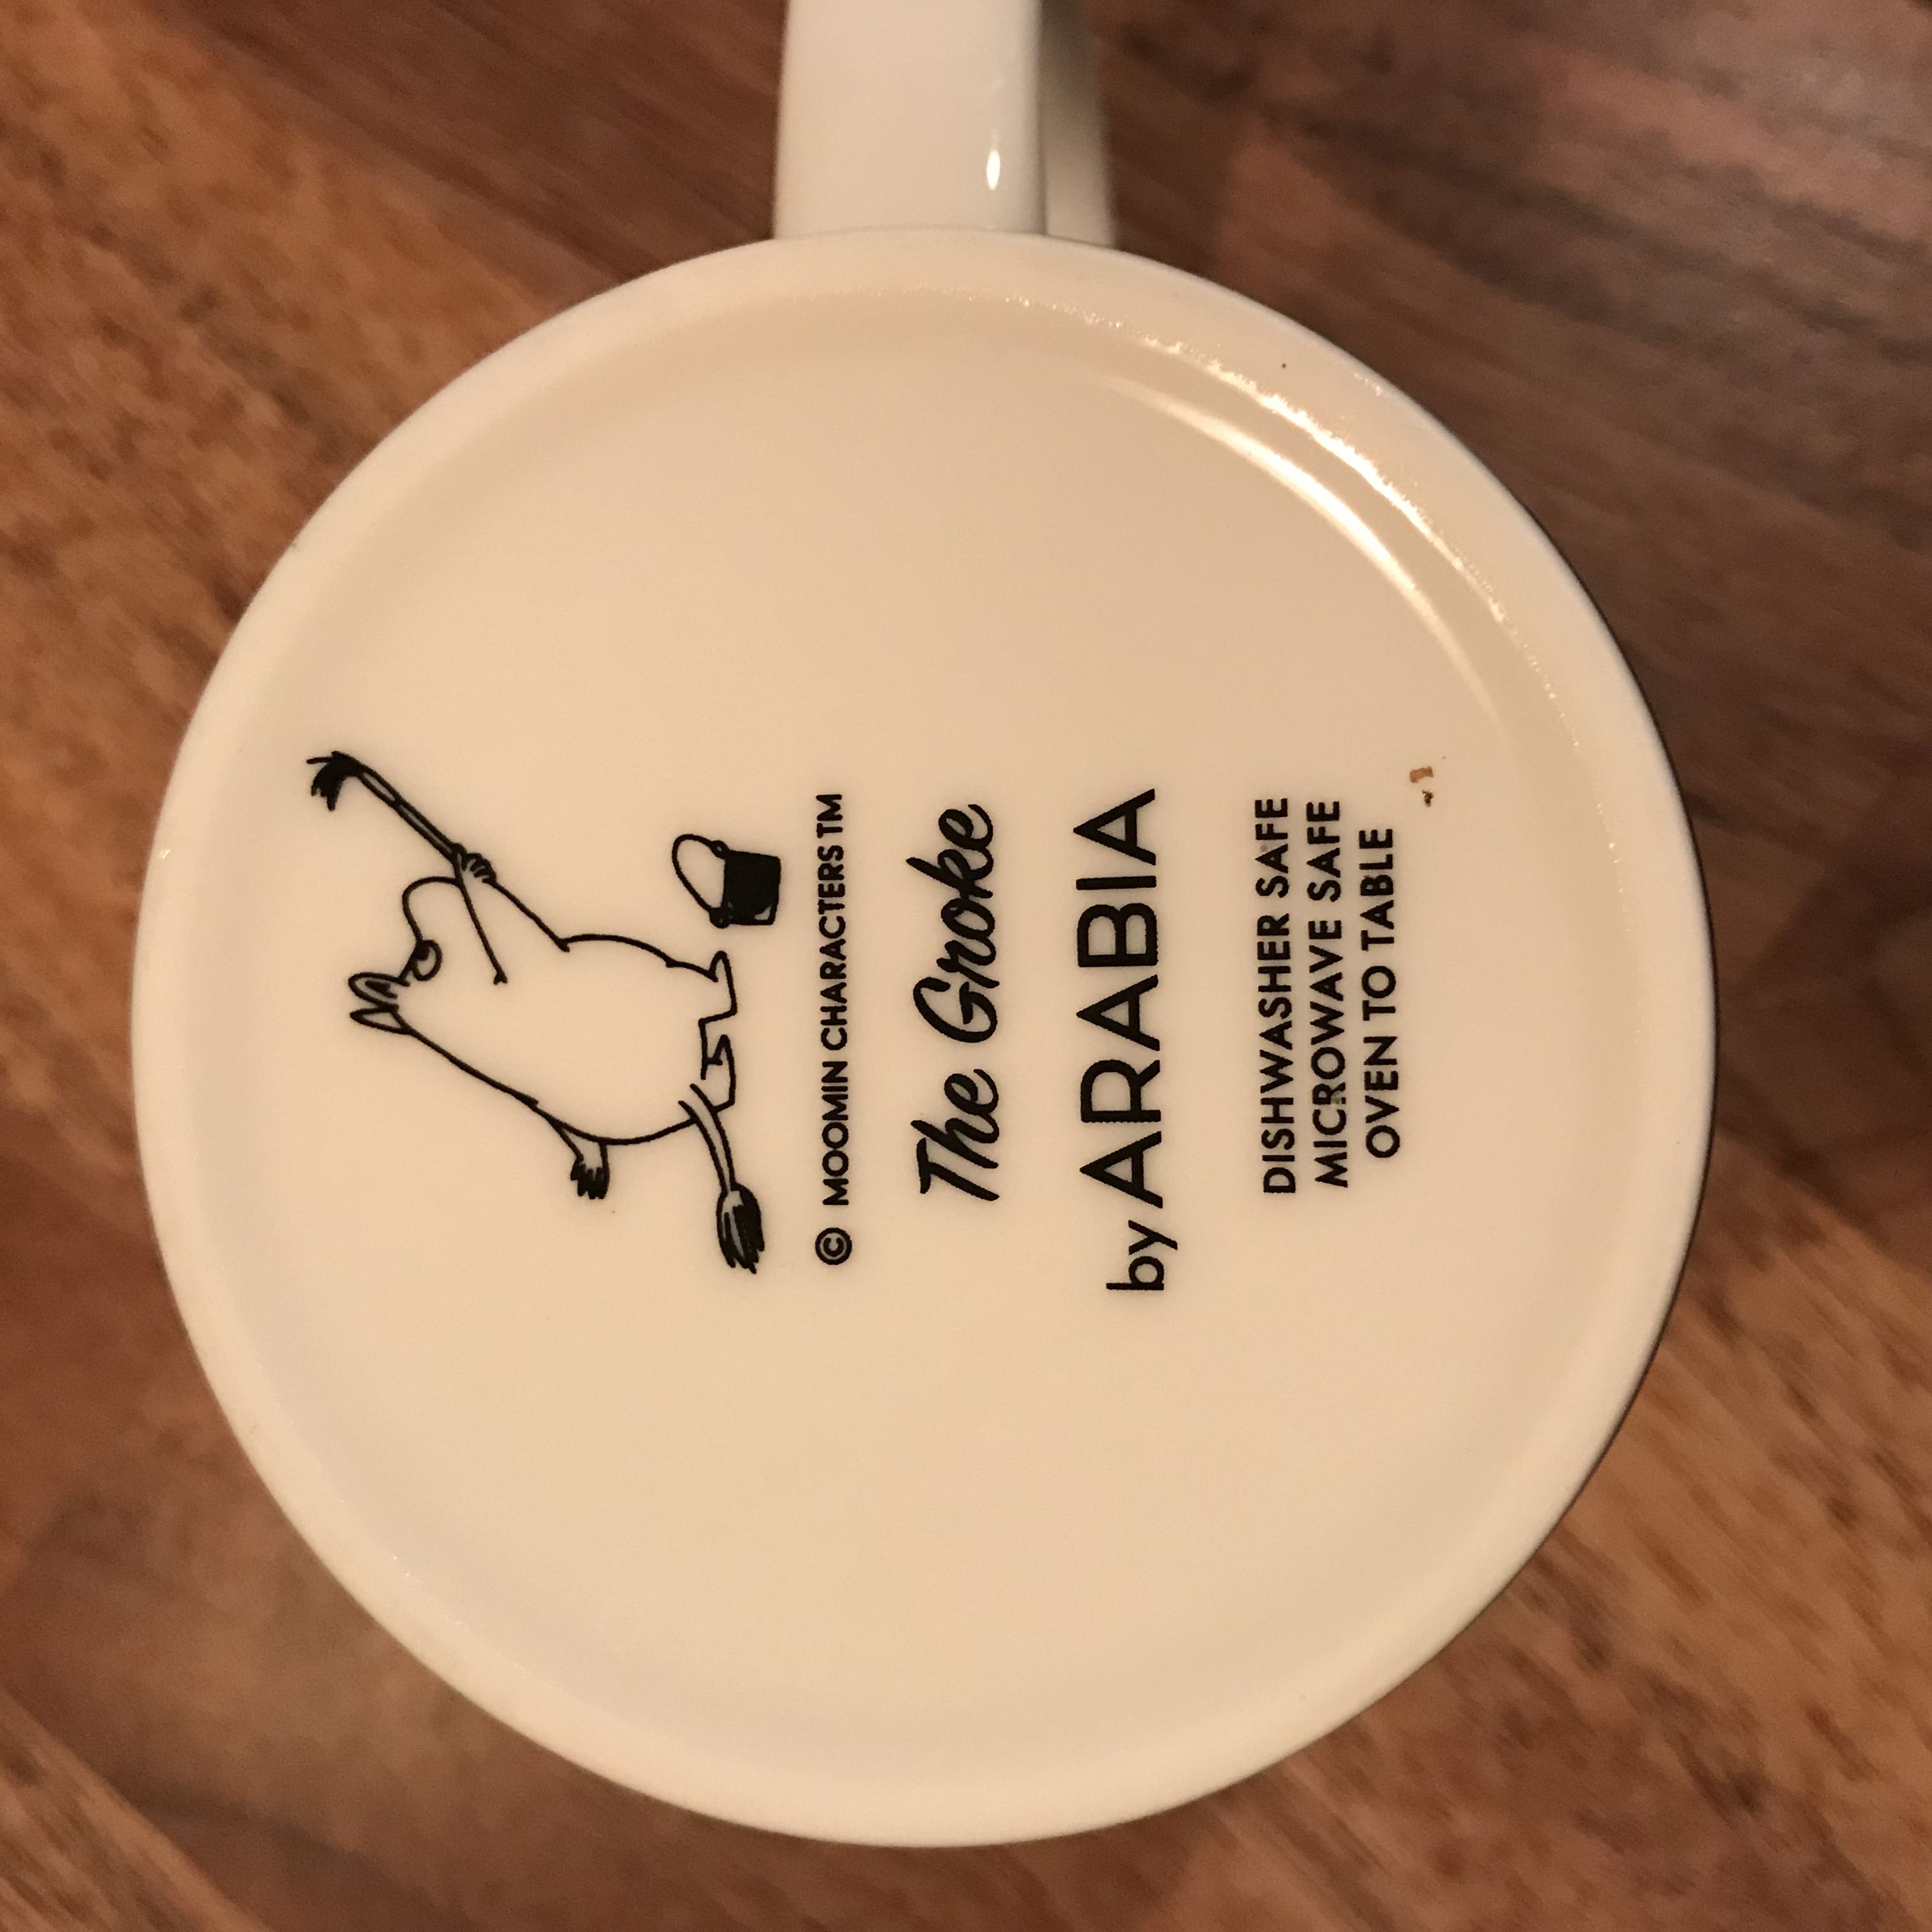 © MOOMIN CHARACTERS TM
The Groke
by ARABIA
DISHWASHER SAFE
MICROWAVE SAFE
OVEN TO TABLE